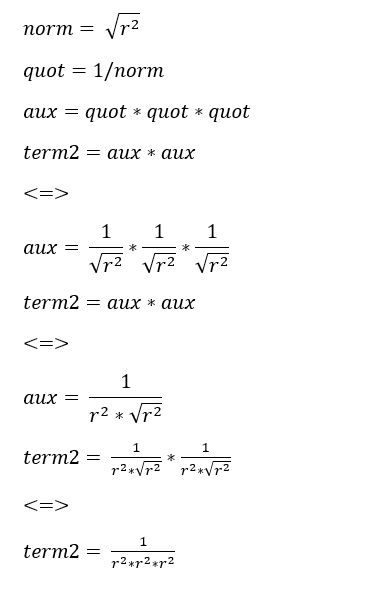 norm = √r²
quot = 1/norm
aux = quot * quot * quot
term2 = aux * aux
<=>
aux = 1/√r² * 1/√r² * 1/√r²
term2 = aux * aux
<=>
aux = 1/(r² * √r²)
term2 = 1/(r²*√r²) * 1/(r²*√r²)
<=>
term2 = 1/(r²*r²*r²)